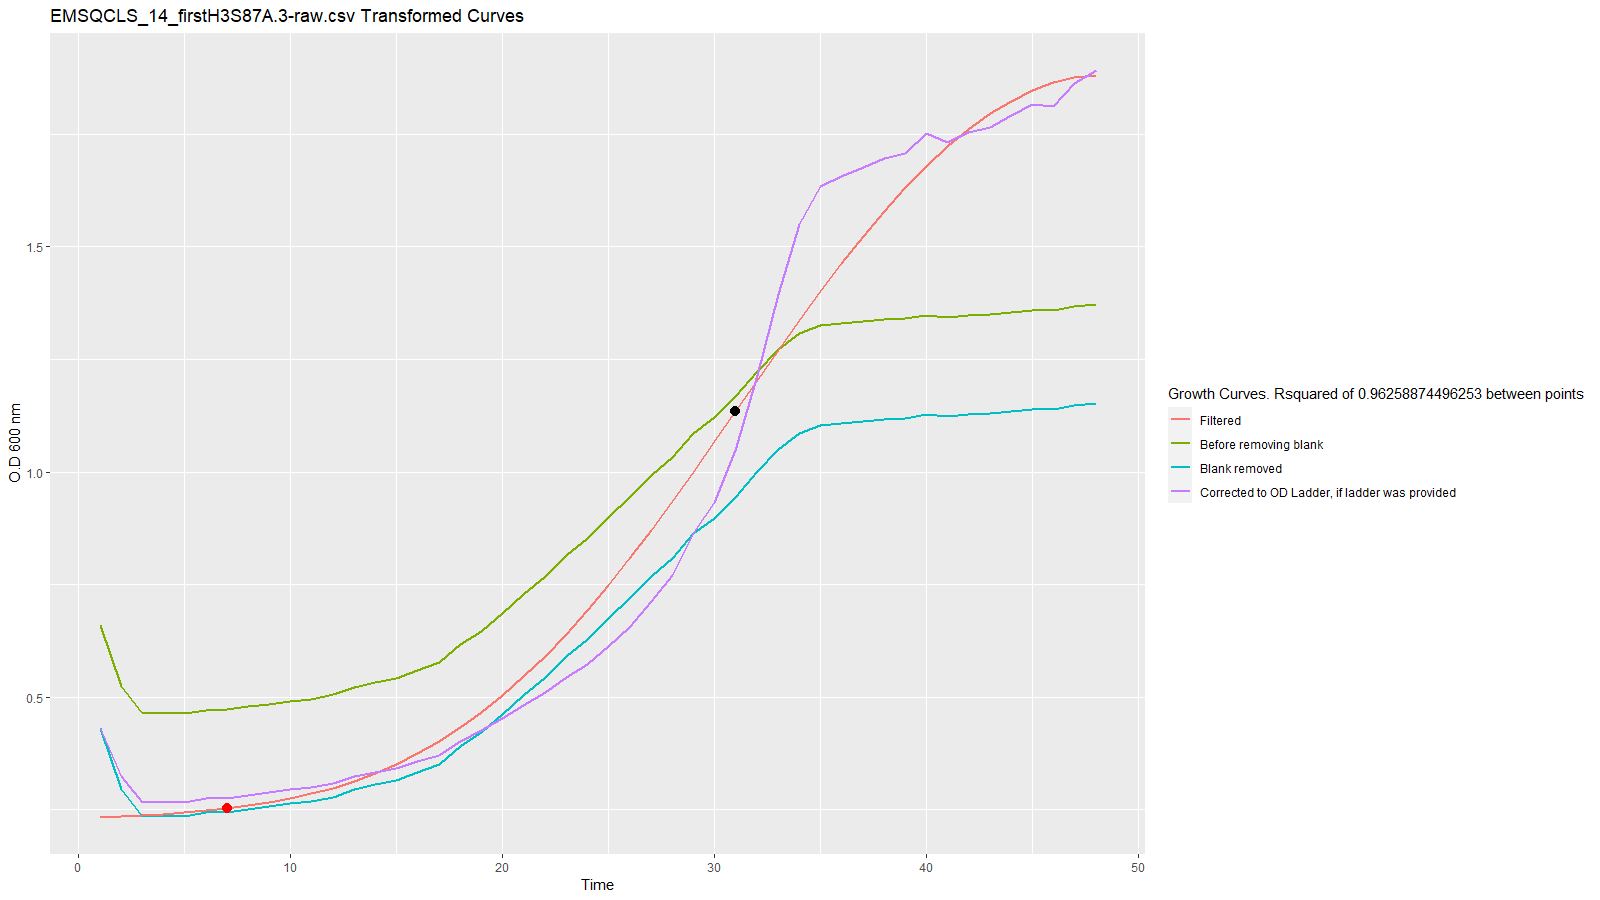 EMSQCLS_14_firstH3S87A.3-raw.csv Transformed Curves
O.D 600 nm
1.5
1.0
0.5
0 10 20 30 40 50
Time
Growth Curves. Rsquared of 0.96258874496253 between points
Filtered
Before removing blank
Blank removed
Corrected to OD Ladder, if ladder was provided